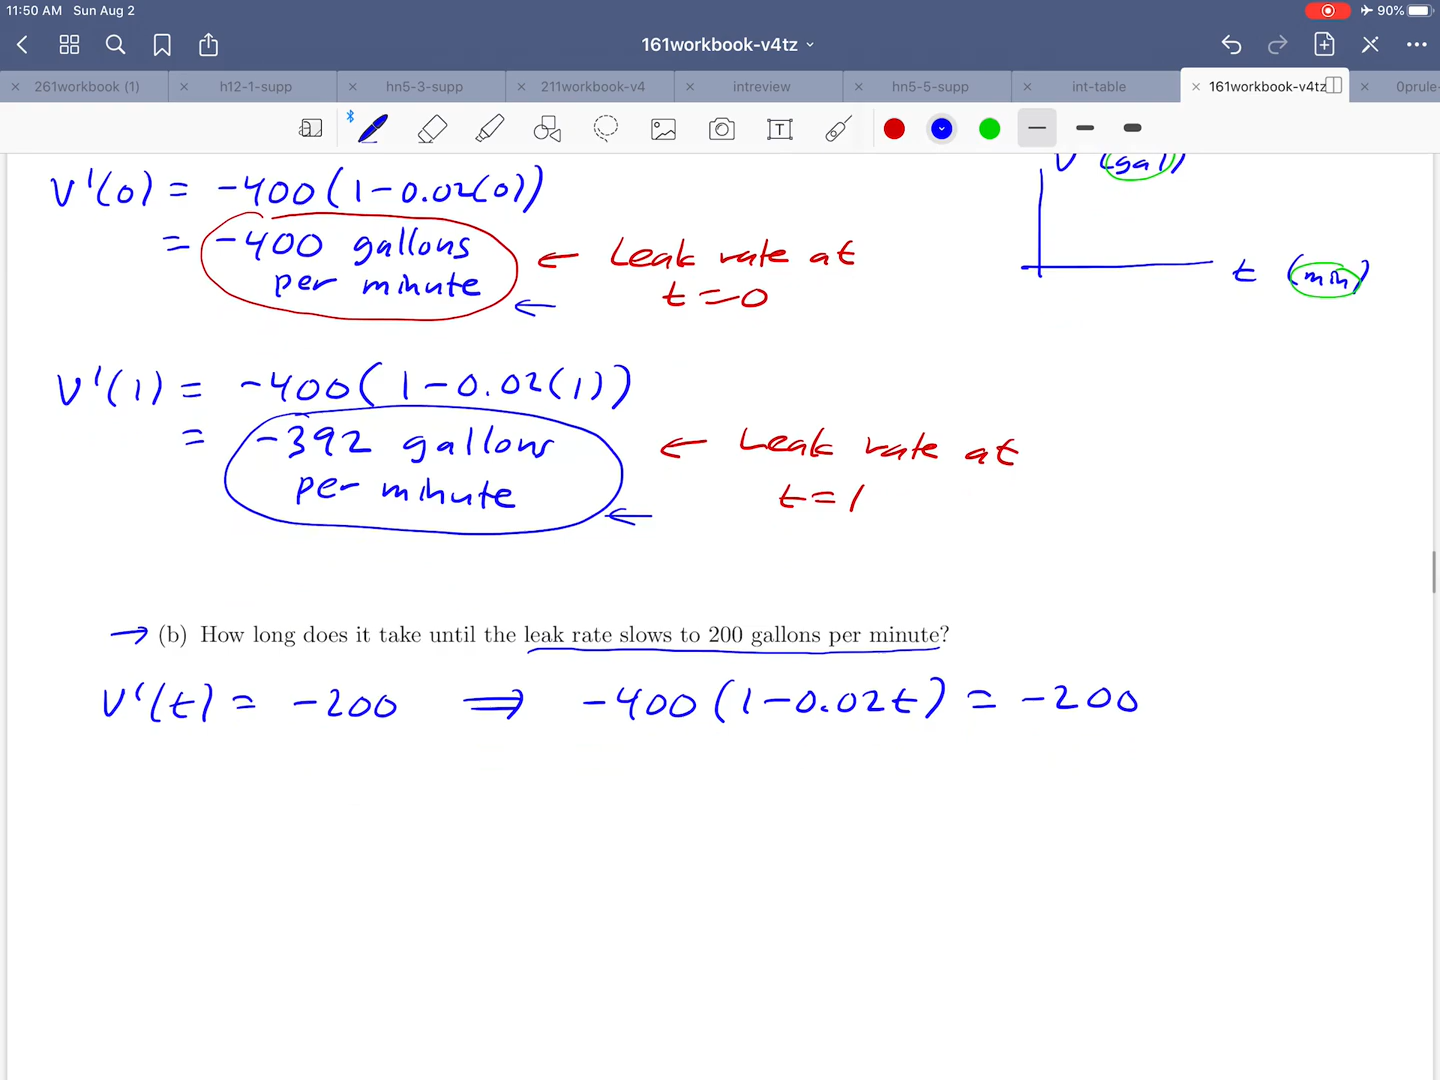 11:50 AM Sun Aug 2
90%
161workbook-v4tz
261workbook (1)
h12-1-supp
hn5-3-supp
211workbook-v4
intreview
hn5-5-supp
int-table
161workbook-v4tz
0prule-
T
V'(0) = -400(1-0.02(0))
= -400 gallons
per minute
← Leak rate at
t=0
V (gal)
t (min)
V'(1) = -400(1-0.02(1))
= -392 gallons
per minute
← Leak rate at
t=1
→ (b) How long does it take until the leak rate slows to 200 gallons per minute?
V'(t) = -200 ⟹ -400(1-0.02t) = -200